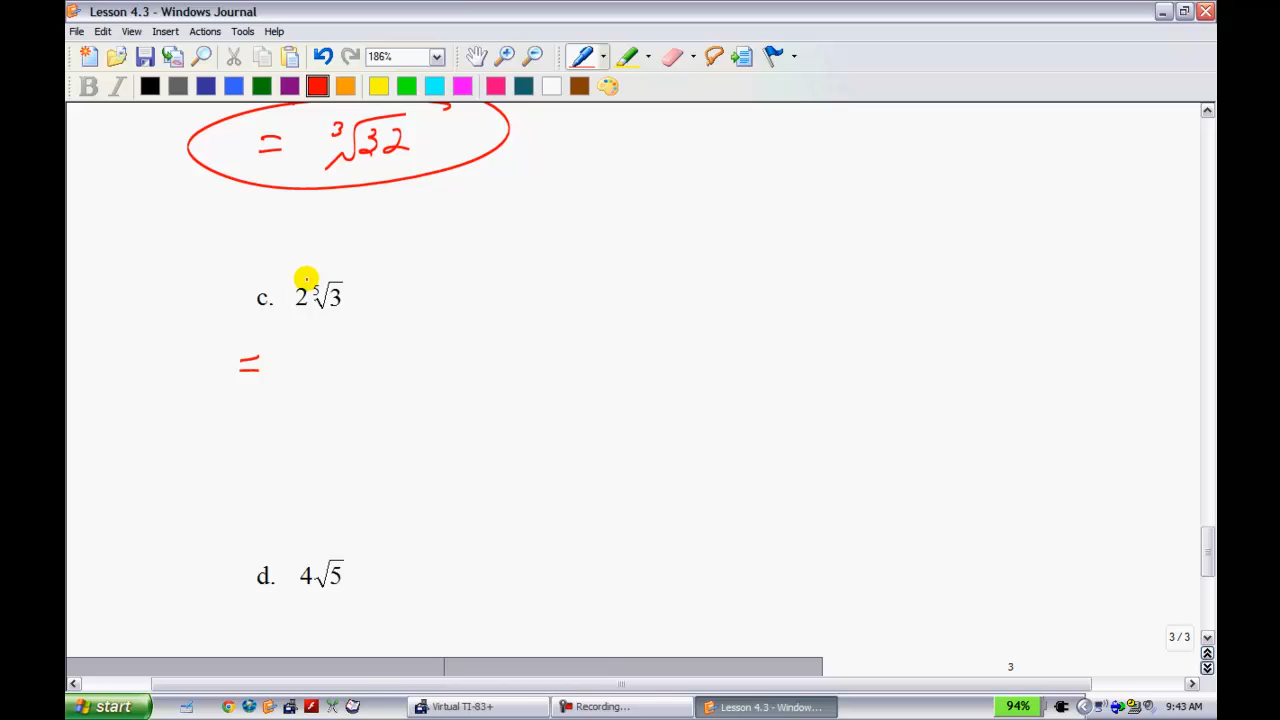 Lesson 4.3 - Windows Journal
File Edit View Insert Actions Tools Help
186%
B I
= ∛32
c. 2⁵√3
=
d. 4√5
3 / 3
3
start Virtual TI-83+ Recording... Lesson 4.3 - Window... 94% 9:43 AM